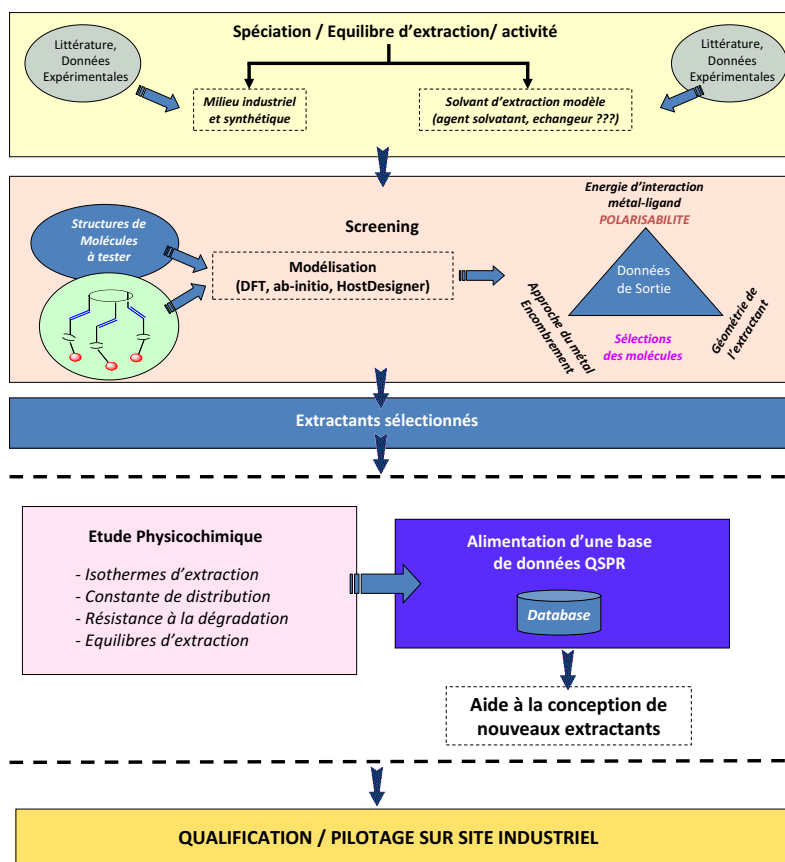 Spéciation / Equilibre d’extraction/ activité
Littérature,
Données
Expérimentales
Littérature,
Données
Expérimentales
Milieu industriel
et synthétique
Solvant d’extraction modèle
(agent solvatant, echangeur ???)
Energie d’interaction
métal-ligand
POLARISABILITE
Structures de
Molécules
à tester
Screening
Modélisation
(DFT, ab-initio, HostDesigner)
Données
de Sortie
Approche du métal
Encombrement
Géométrie de
l’extractant
Sélections
des molécules
Extractants sélectionnés
Etude Physicochimique
- Isothermes d’extraction
- Constante de distribution
- Résistance à la dégradation
- Equilibres d’extraction
Alimentation d’une base
de données QSPR
Database
Aide à la conception de
nouveaux extractants
QUALIFICATION / PILOTAGE SUR SITE INDUSTRIEL